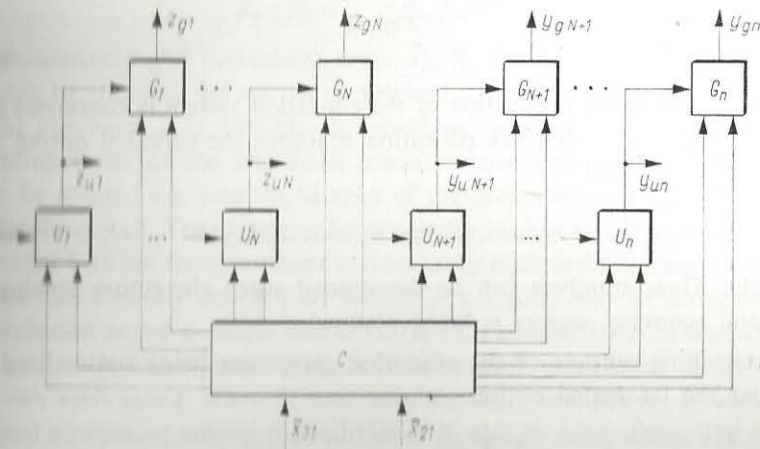 z_g1 z_gN y_gN+1 y_gn
G_1 ... G_N G_N+1 ... G_n
z_u1 z_uN y_uN+1 y_un
U_1 ... U_N U_N+1 ... U_n
C
X̄_31 X̄_21